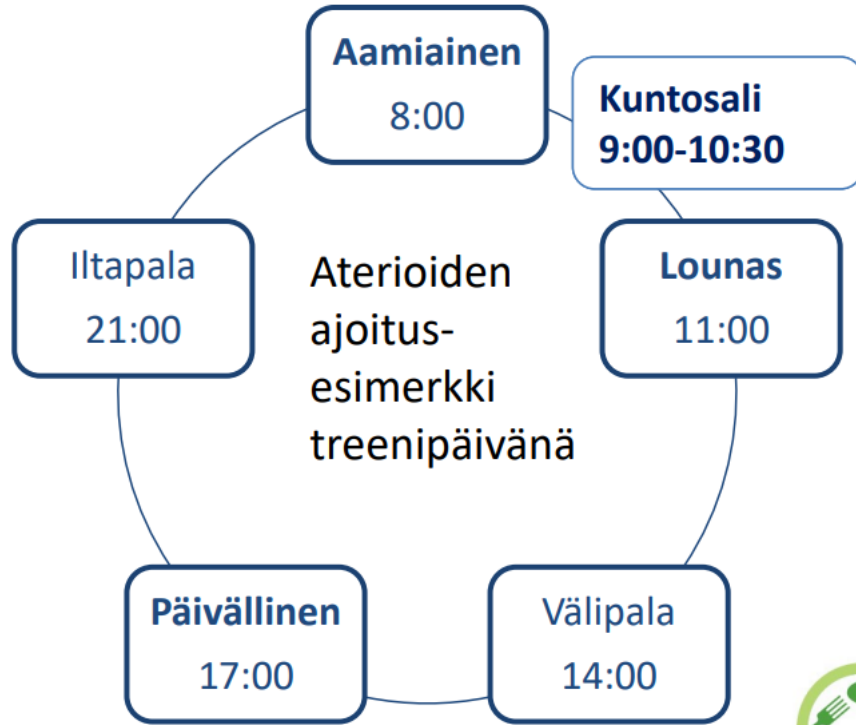 Aamiainen
8:00
Kuntosali
9:00-10:30
Lounas
11:00
Välipala
14:00
Päivällinen
17:00
Iltapala
21:00
Aterioiden
ajoitus-
esimerkki
treenipäivänä